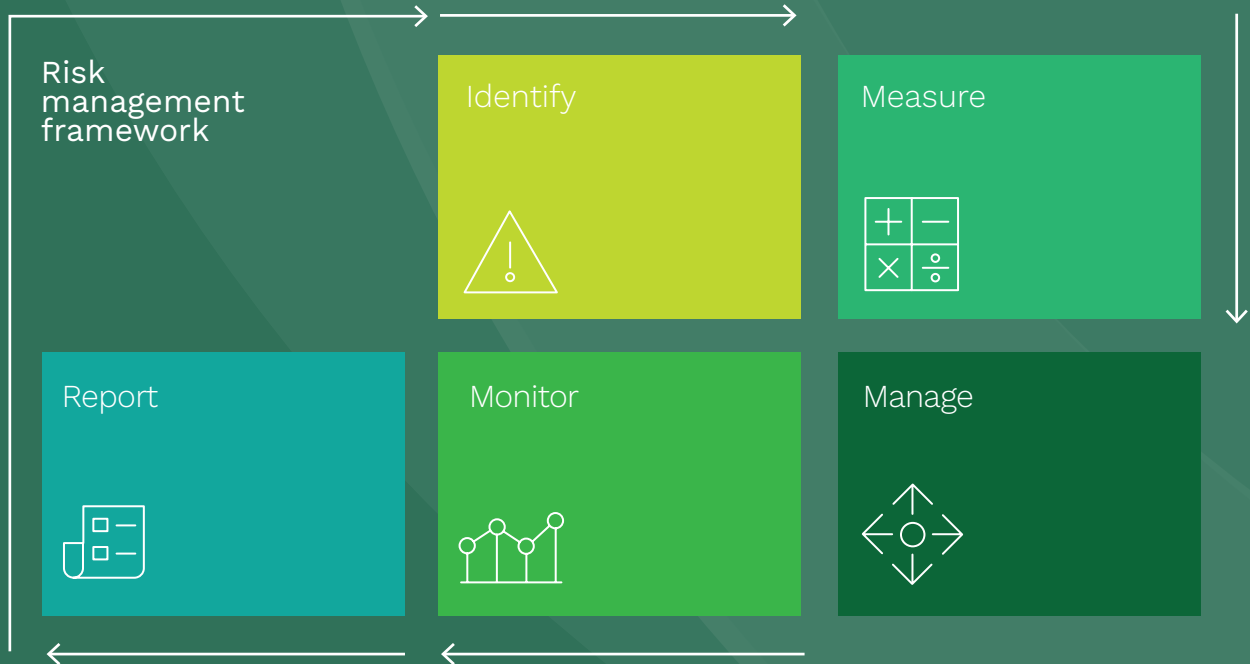 Risk
management
framework
Identify
Measure
Report
Monitor
Manage